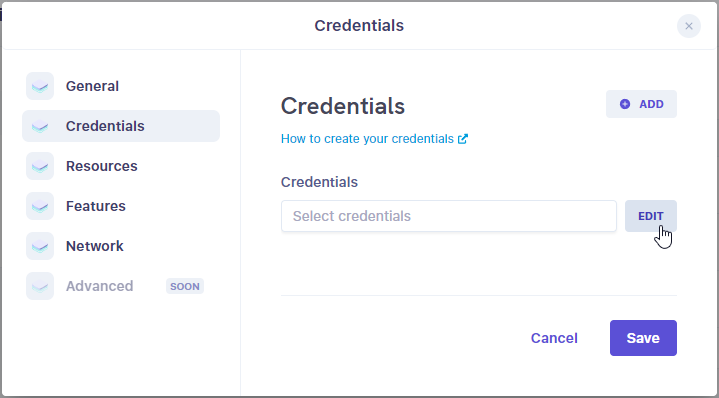 Credentials
General
Credentials
Resources
Features
Network
Advanced SOON
Credentials
ADD
How to create your credentials
Credentials
Select credentials
EDIT
Cancel
Save